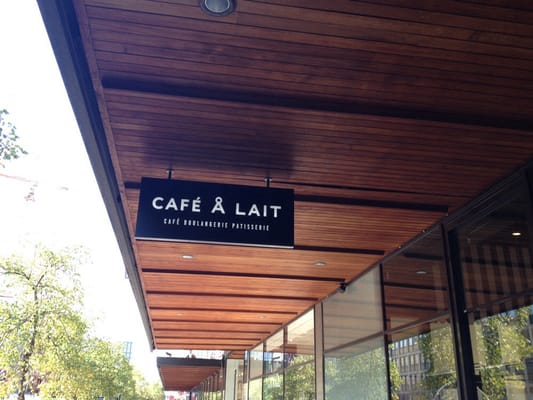 CAFÉ Å LAIT
CAFÉ BOULANGERIE PATISSERIE